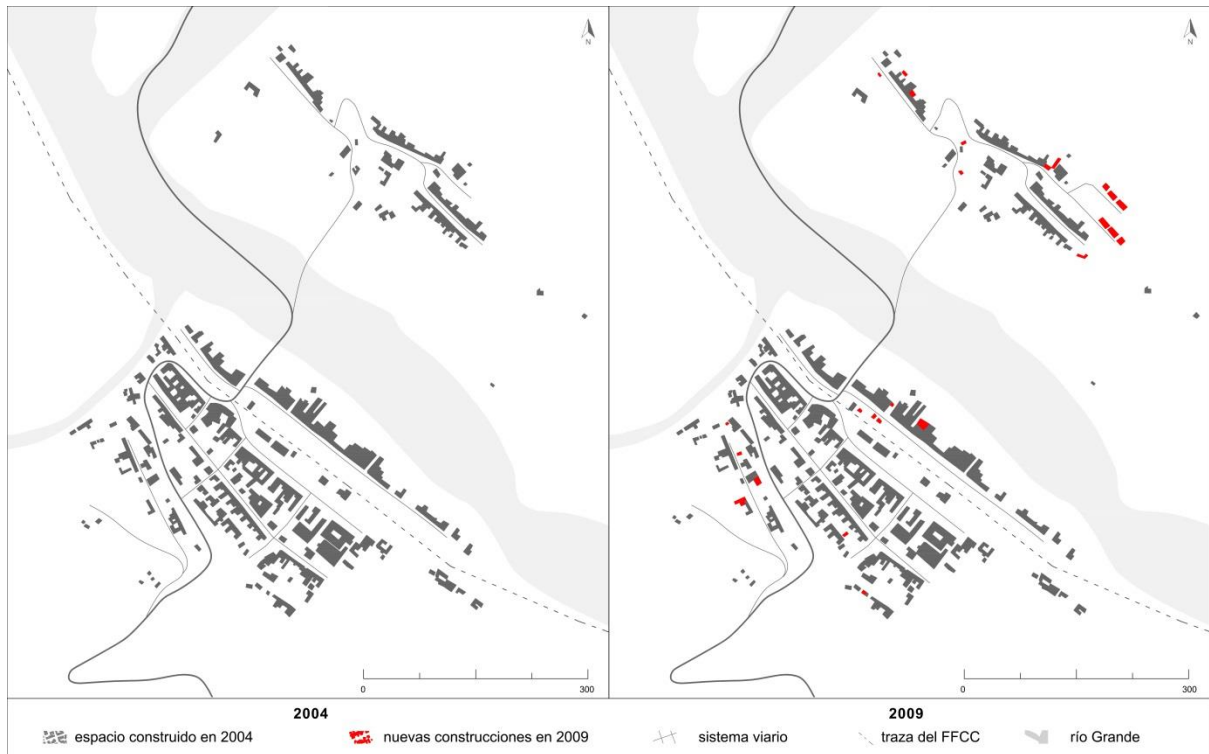 N
N
0
300
0
300
2004
2009
espacio construido en 2004
nuevas construcciones en 2009
sistema viario
traza del FFCC
río Grande